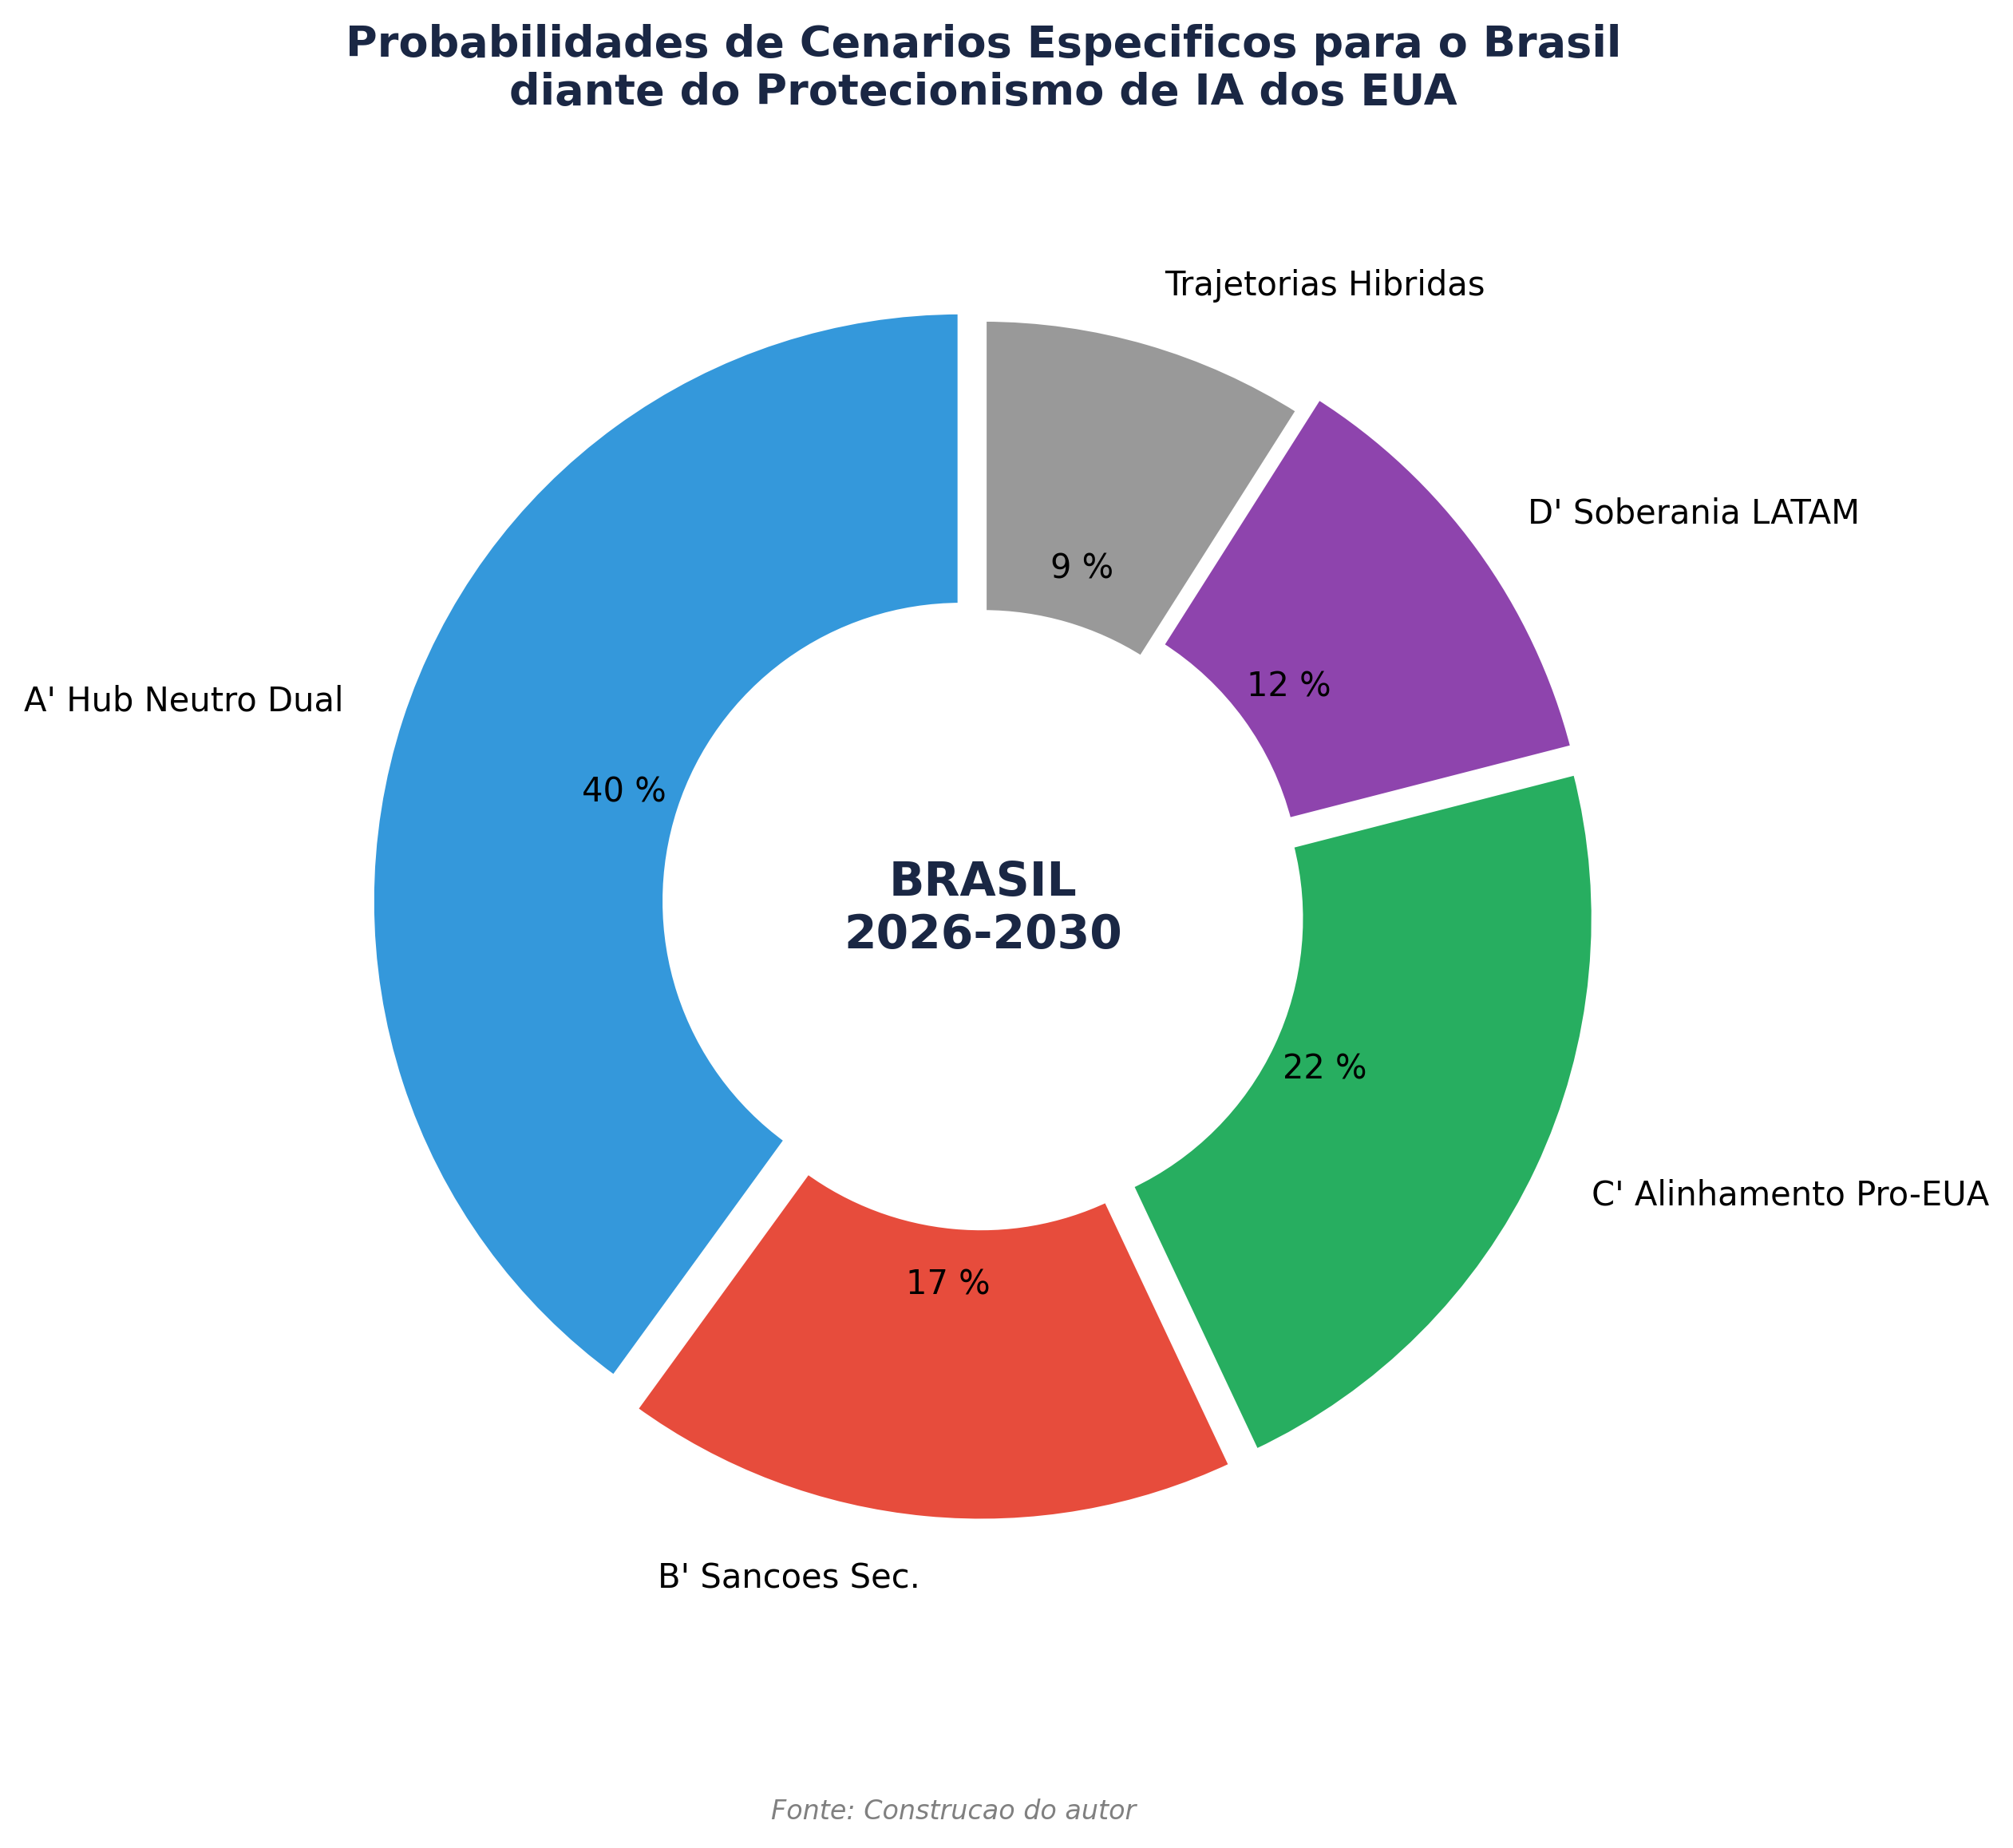 Probabilidades de Cenarios Especificos para o Brasil
diante do Protecionismo de IA dos EUA
Trajetorias Hibridas
D' Soberania LATAM
9 %
12 %
A' Hub Neutro Dual
40 %
BRASIL
2026-2030
22 %
C' Alinhamento Pro-EUA
17 %
B' Sancoes Sec.
Fonte: Construcao do autor